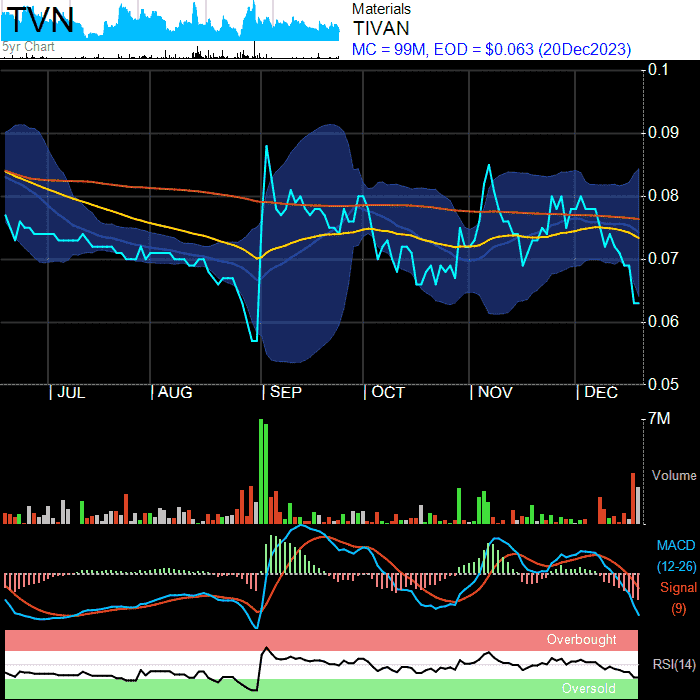 TVN
5yr Chart
Materials
TIVAN
MC = 99M, EOD = $0.063 (20Dec2023)
0.1
0.09
0.08
0.07
0.06
0.05
| JUL | AUG | SEP | OCT | NOV | DEC
7M
Volume
MACD
(12-26)
Signal
(9)
Overbought
RSI(14)
Oversold